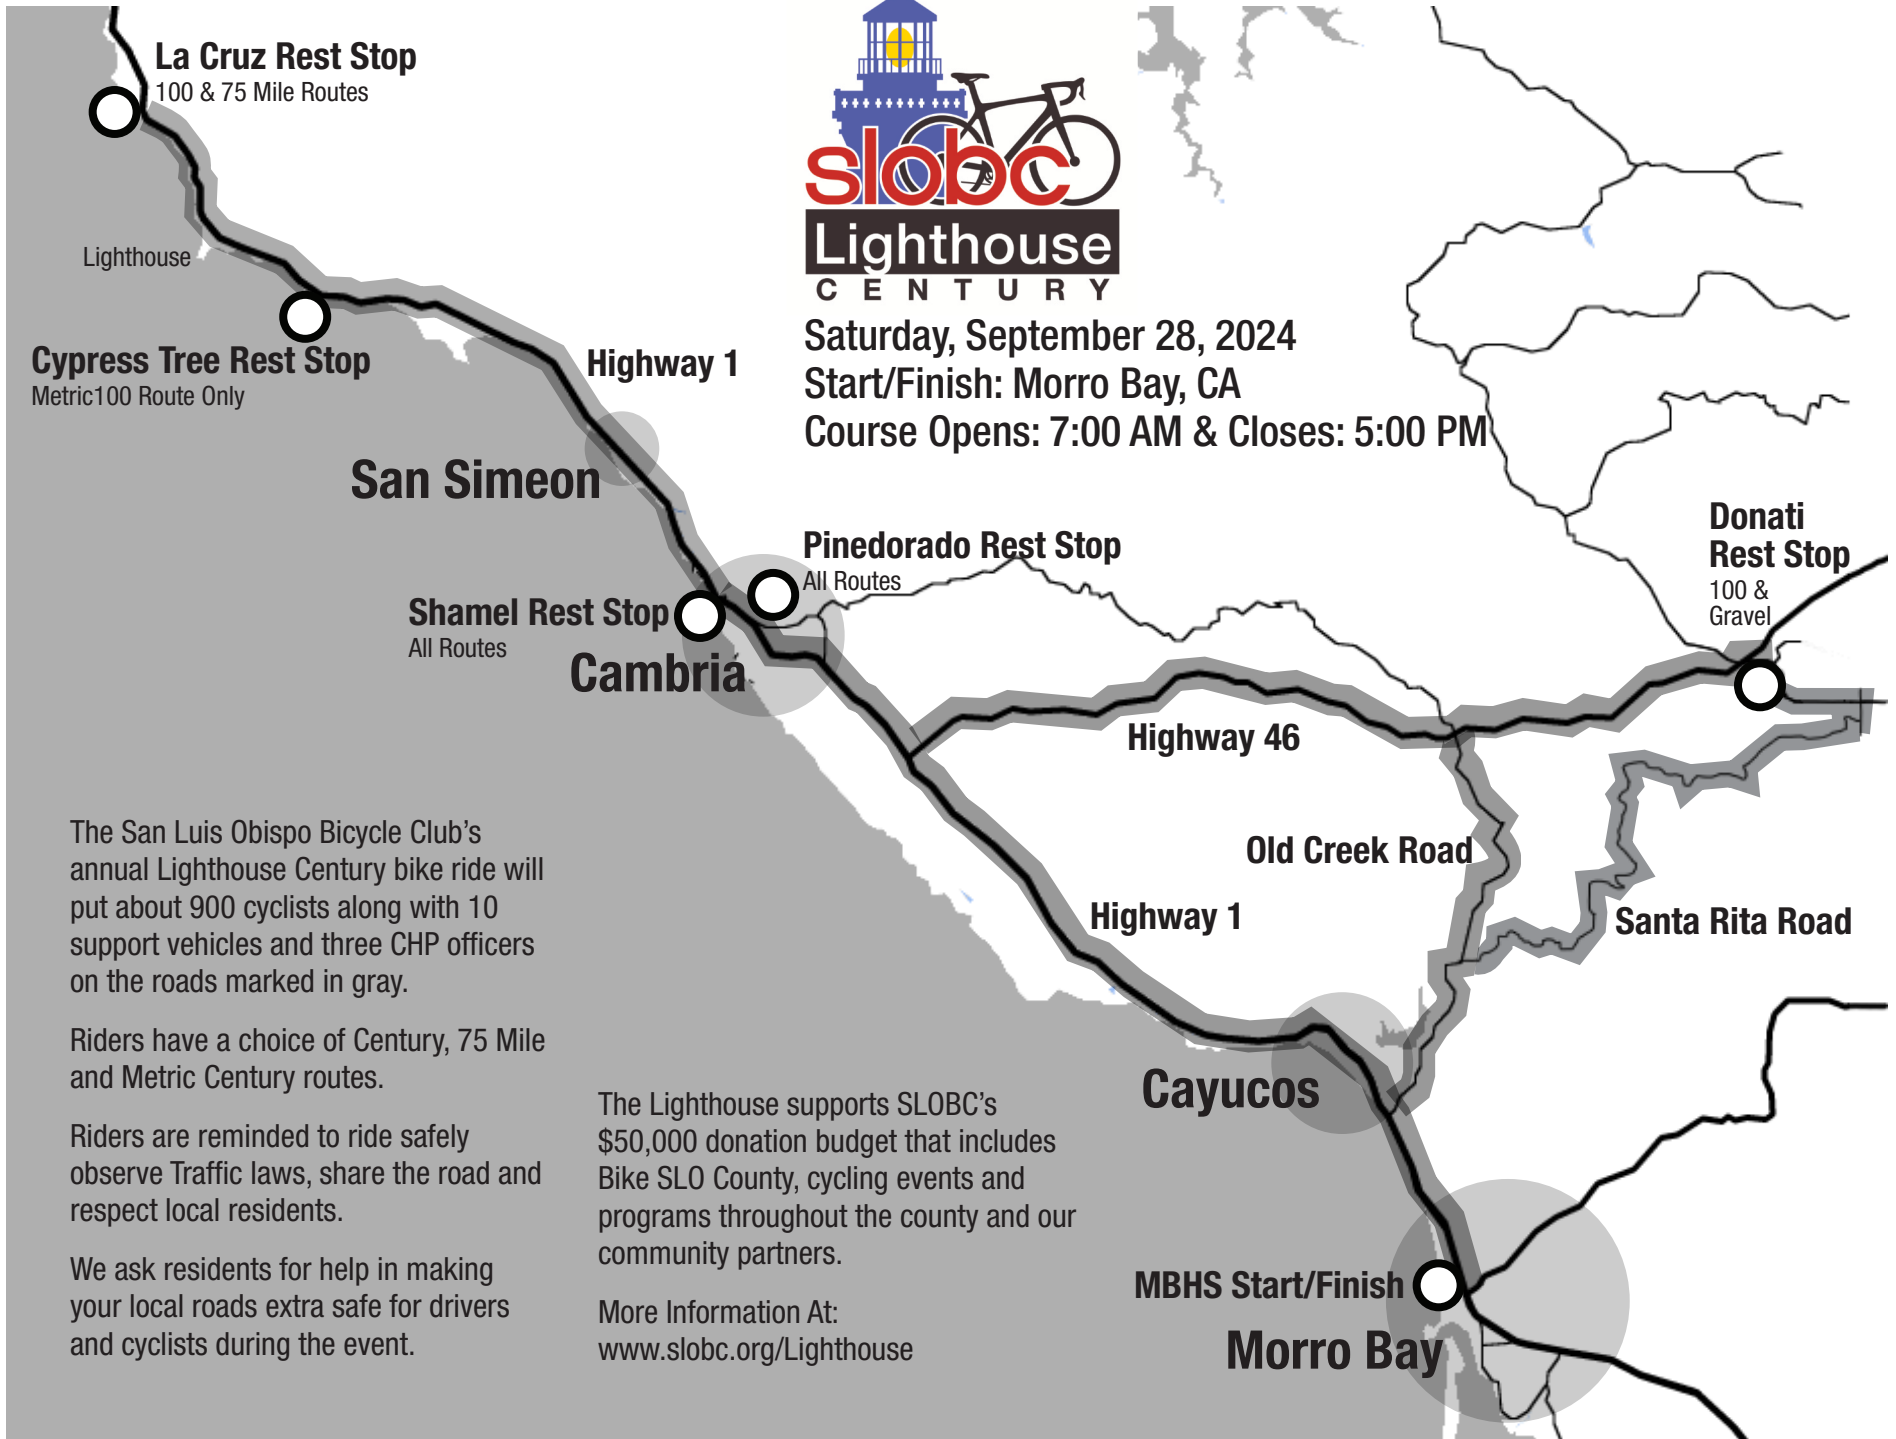 La Cruz Rest Stop
100 & 75 Mile Routes
slobc
Lighthouse
CENTURY
Saturday, September 28, 2024
Start/Finish: Morro Bay, CA
Course Opens: 7:00 AM & Closes: 5:00 PM
Lighthouse
Cypress Tree Rest Stop
Metric100 Route Only
Highway 1
San Simeon
Pinedorado Rest Stop
All Routes
Shamel Rest Stop
All Routes
Cambria
Donati
Rest Stop
100 &
Gravel
Highway 46
Old Creek Road
Highway 1
Santa Rita Road
Cayucos
MBHS Start/Finish
Morro Bay
The San Luis Obispo Bicycle Club’s
annual Lighthouse Century bike ride will
put about 900 cyclists along with 10
support vehicles and three CHP officers
on the roads marked in gray.
Riders have a choice of Century, 75 Mile
and Metric Century routes.
Riders are reminded to ride safely
observe Traffic laws, share the road and
respect local residents.
We ask residents for help in making
your local roads extra safe for drivers
and cyclists during the event.
The Lighthouse supports SLOBC’s
$50,000 donation budget that includes
Bike SLO County, cycling events and
programs throughout the county and our
community partners.
More Information At:
www.slobc.org/Lighthouse